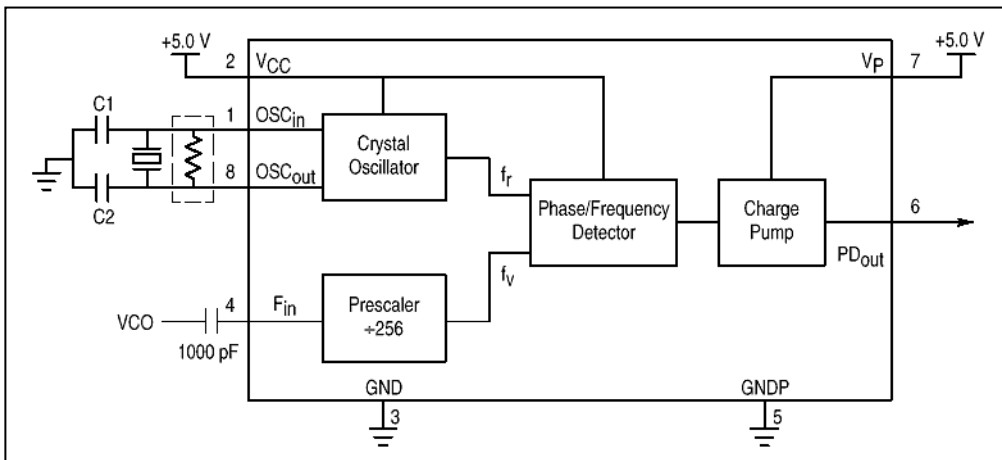 +5.0 V
+5.0 V
2
VCC
VP
7
C1
1
OSCin
Crystal
Oscillator
8
OSCout
C2
fr
Phase/Frequency
Detector
Charge
Pump
6
PDout
fv
4
Fin
Prescaler
÷256
VCO
1000 pF
GND
GNDP
3
5